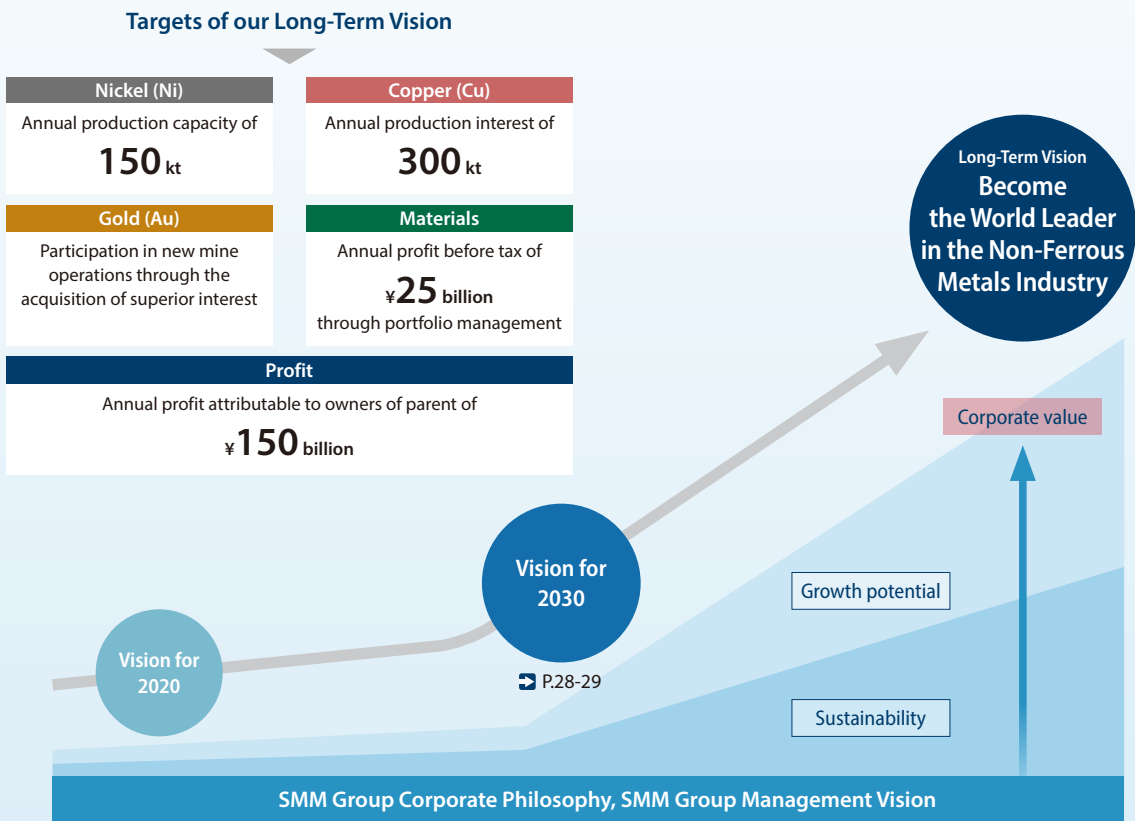 Targets of our Long-Term Vision
Nickel (Ni)
Annual production capacity of
150 kt
Copper (Cu)
Annual production interest of
300 kt
Gold (Au)
Participation in new mine
operations through the
acquisition of superior interest
Materials
Annual profit before tax of
¥25 billion
through portfolio management
Profit
Annual profit attributable to owners of parent of
¥150 billion
Long-Term Vision
Become
the World Leader
in the Non-Ferrous
Metals Industry
Corporate value
Vision for
2030
P.28-29
Growth potential
Vision for
2020
Sustainability
SMM Group Corporate Philosophy, SMM Group Management Vision